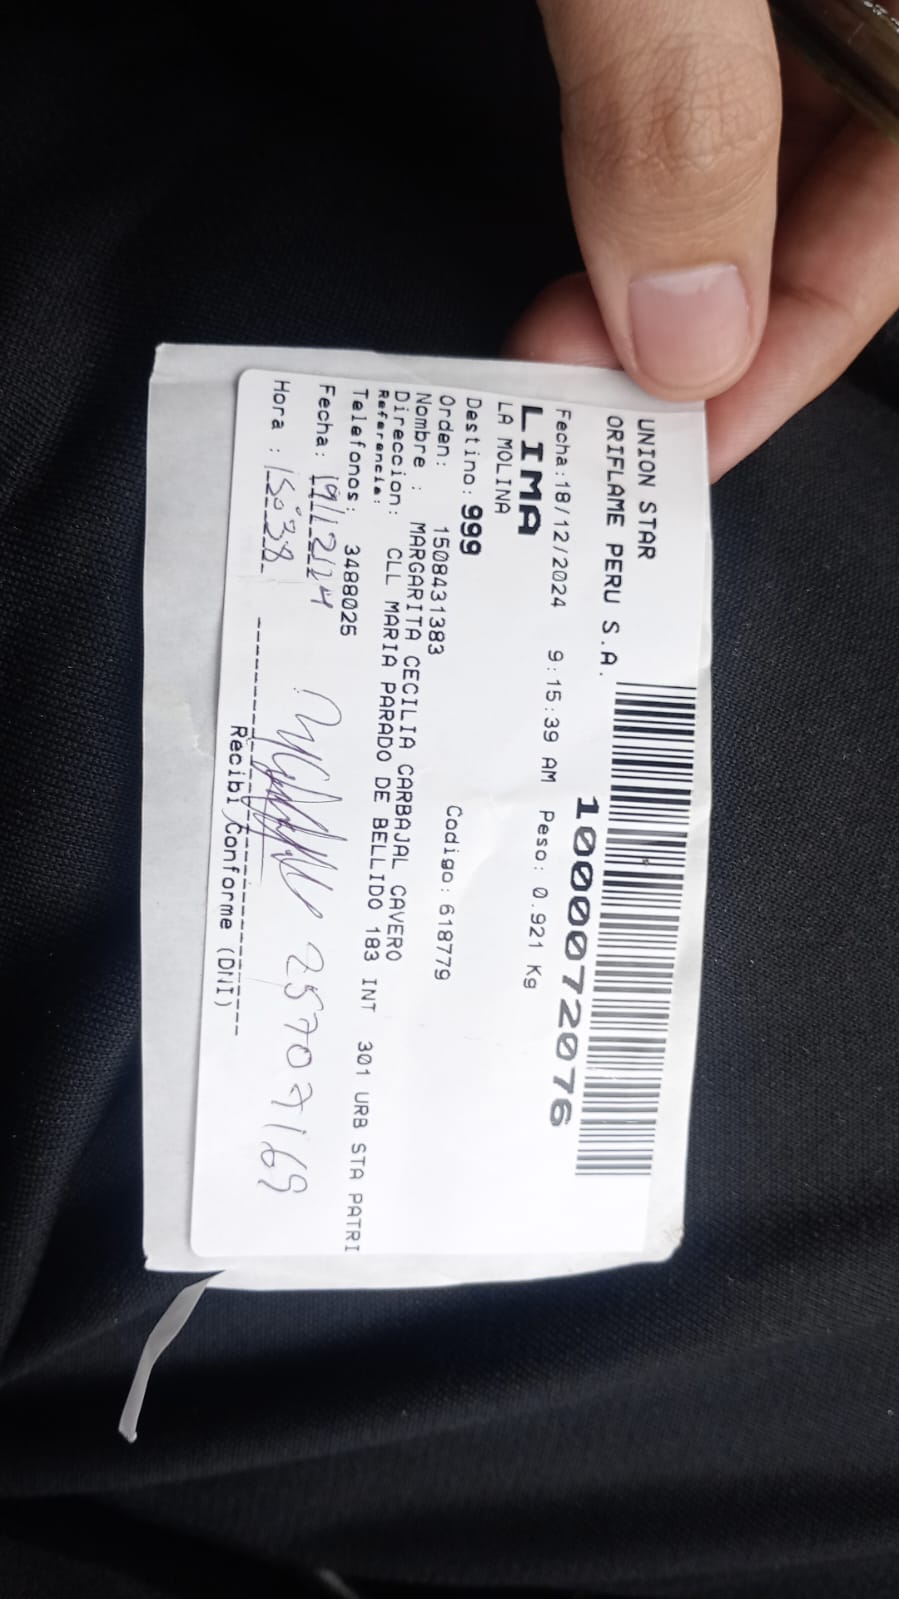 UNION STAR
ORIFLAME PERU S.A.
1000072076
Fecha:18/12/2024 9:15:39 AM Peso: 0.921 Kg
LIMA
LA MOLINA
Destino: 999
Orden: 1508431383 Codigo: 618779
Nombre : MARGARITA CECILIA CARBAJAL CAVERO
Direccion: CLL MARIA PARADO DE BELLIDO 183 INT 301 URB STA PATRI
Referencia:
Telefonos: 3488025
Fecha: 19/12/24
Hora : 15:38
25707169
Recibi Conforme (DNI)